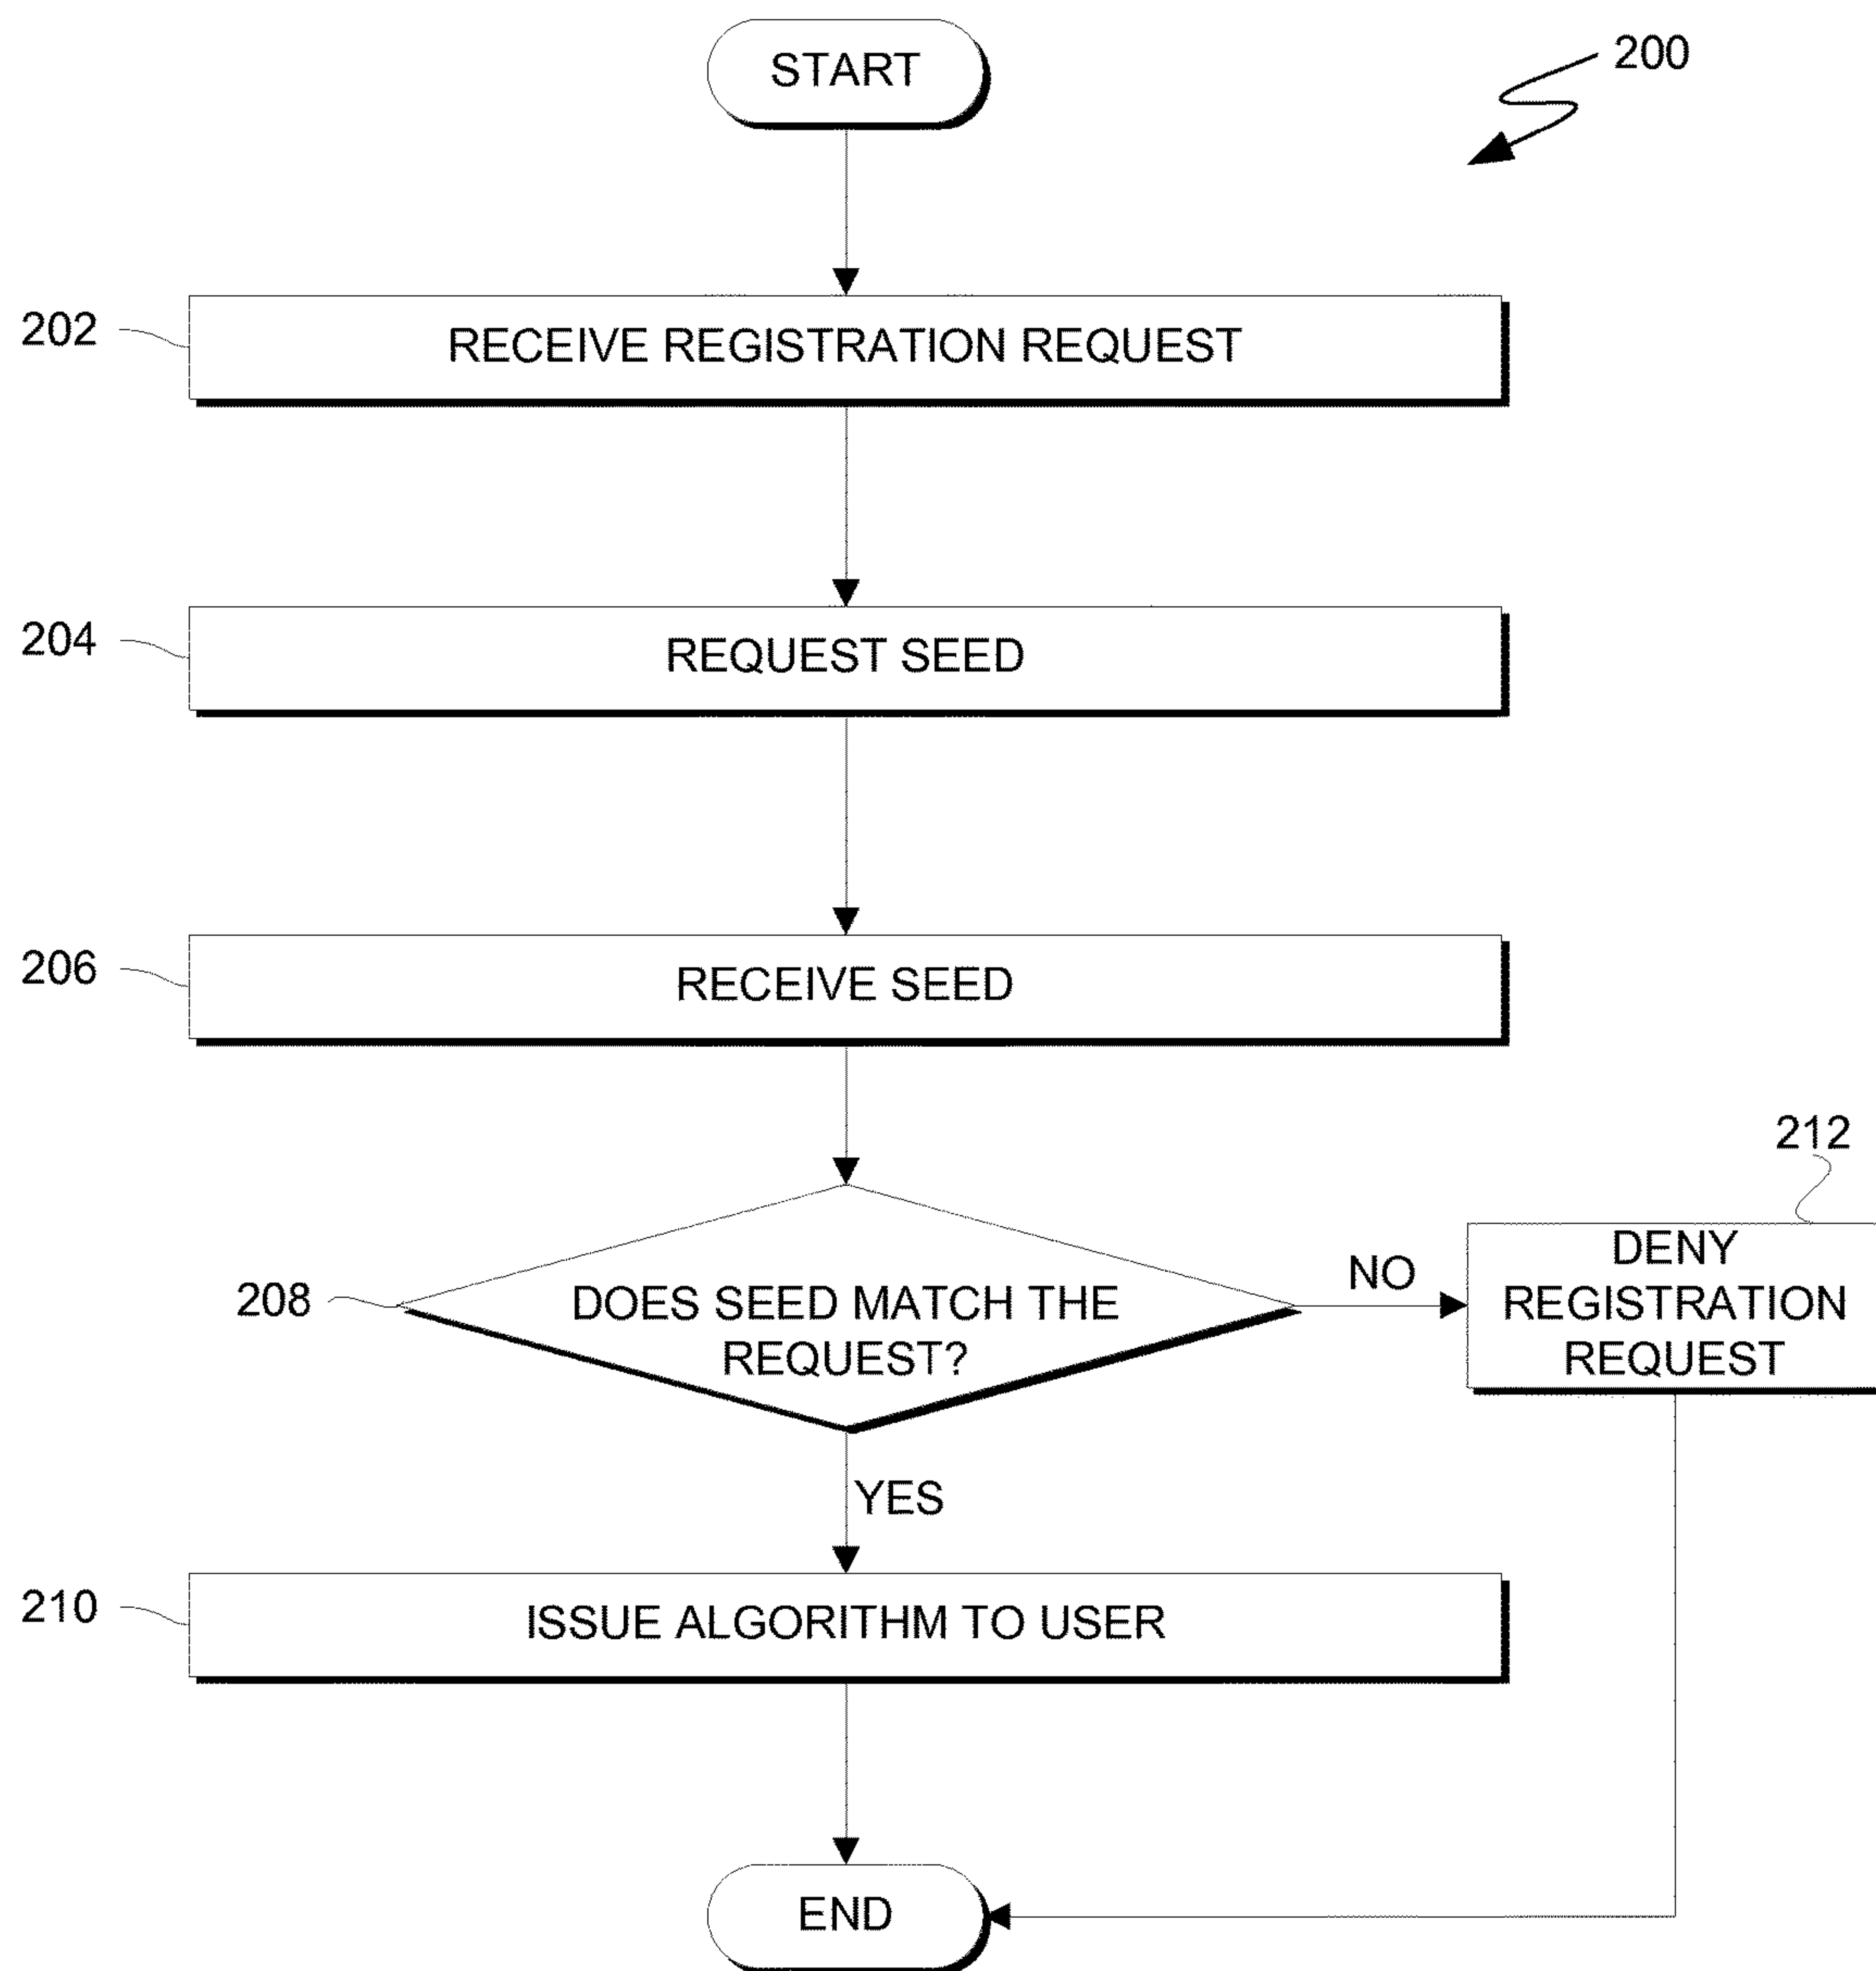 START
200
202
RECEIVE REGISTRATION REQUEST
204
REQUEST SEED
206
RECEIVE SEED
212
208
DOES SEED MATCH THE
REQUEST?
NO
DENY
REGISTRATION
REQUEST
YES
210
ISSUE ALGORITHM TO USER
END